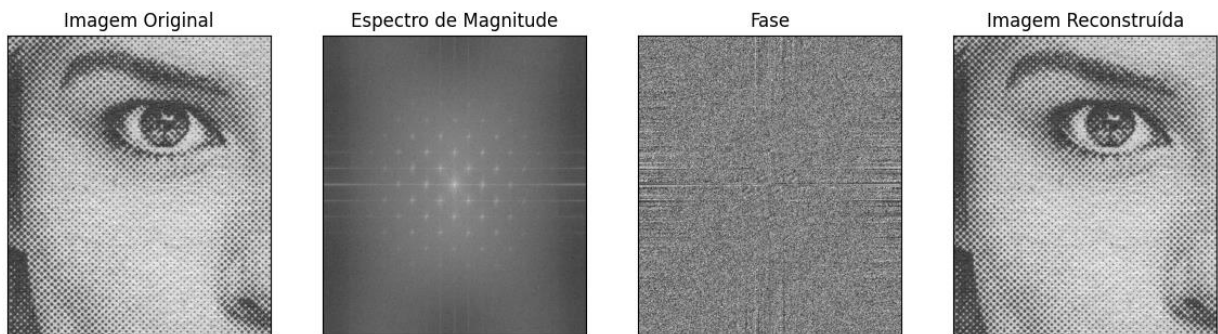 Imagem Original
Espectro de Magnitude
Fase
Imagem Reconstruída